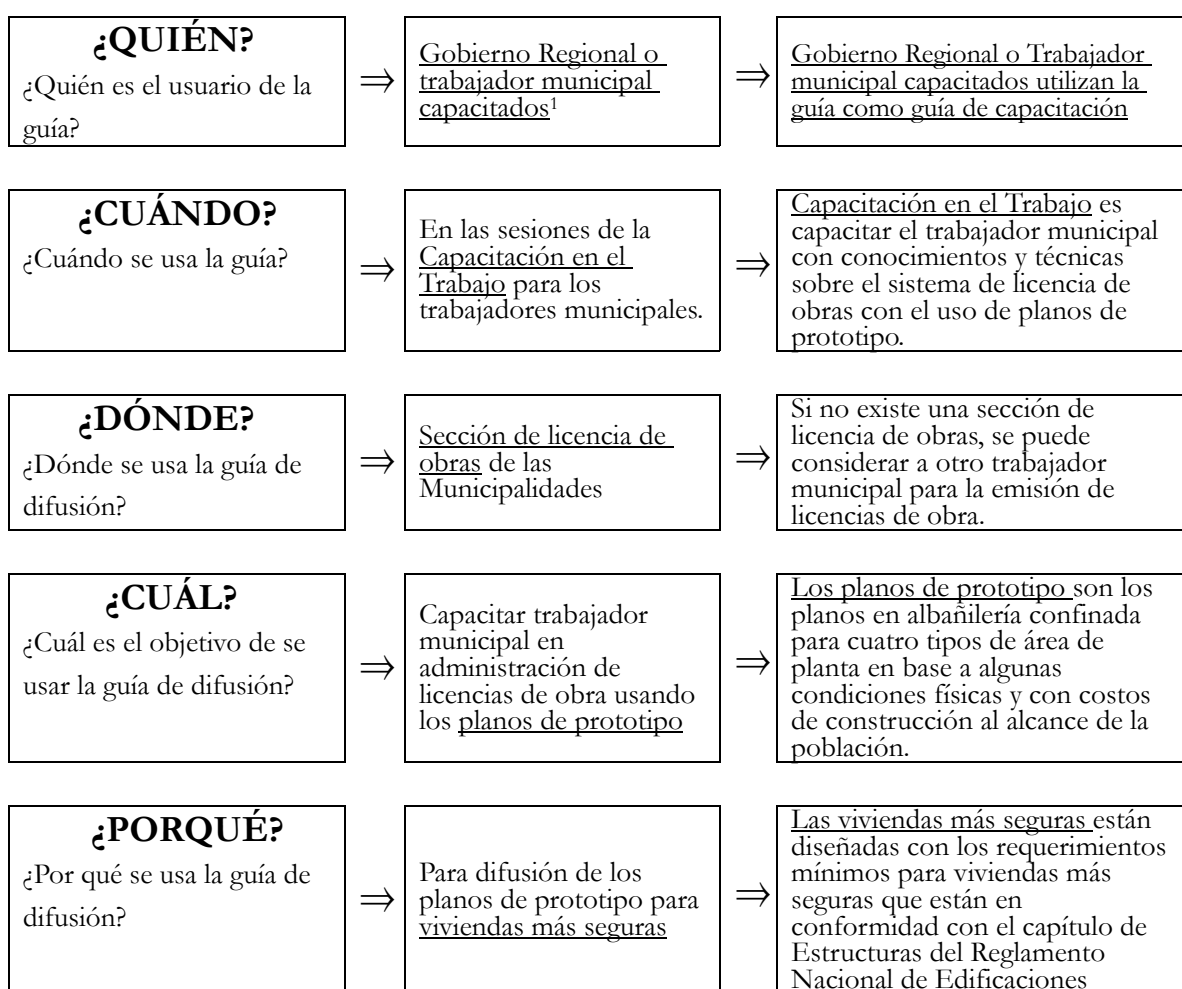 ¿QUIÉN?
¿Quién es el usuario de la
guía?
⇒
Gobierno Regional o
trabajador municipal
capacitados¹
⇒
Gobierno Regional o Trabajador
municipal capacitados utilizan la
guía como guía de capacitación
¿CUÁNDO?
¿Cuándo se usa la guía?
⇒
En las sesiones de la
Capacitación en el
Trabajo para los
trabajadores municipales.
⇒
Capacitación en el Trabajo es
capacitar el trabajador municipal
con conocimientos y técnicas
sobre el sistema de licencia de
obras con el uso de planos de
prototipo.
¿DÓNDE?
¿Dónde se usa la guía de
difusión?
⇒
Sección de licencia de
obras de las
Municipalidades
⇒
Si no existe una sección de
licencia de obras, se puede
considerar a otro trabajador
municipal para la emisión de
licencias de obra.
¿CUÁL?
¿Cuál es el objetivo de se
usar la guía de difusión?
⇒
Capacitar trabajador
municipal en
administración de
licencias de obra usando
los planos de prototipo
⇒
Los planos de prototipo son los
planos en albañilería confinada
para cuatro tipos de área de
planta en base a algunas
condiciones físicas y con costos
de construcción al alcance de la
población.
¿PORQUÉ?
¿Por qué se usa la guía de
difusión?
⇒
Para difusión de los
planos de prototipo para
viviendas más seguras
⇒
Las viviendas más seguras están
diseñadas con los requerimientos
mínimos para viviendas más
seguras que están en
conformidad con el capítulo de
Estructuras del Reglamento
Nacional de Edificaciones